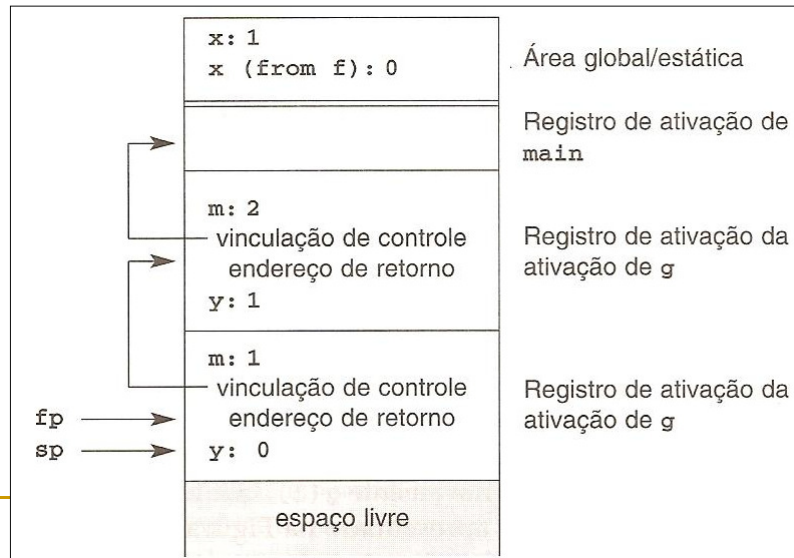 x: 1
x (from f): 0
Área global/estática
Registro de ativação de
main
m: 2
vinculação de controle
endereço de retorno
y: 1
Registro de ativação da
ativação de g
m: 1
vinculação de controle
endereço de retorno
y: 0
Registro de ativação da
ativação de g
fp
sp
espaço livre